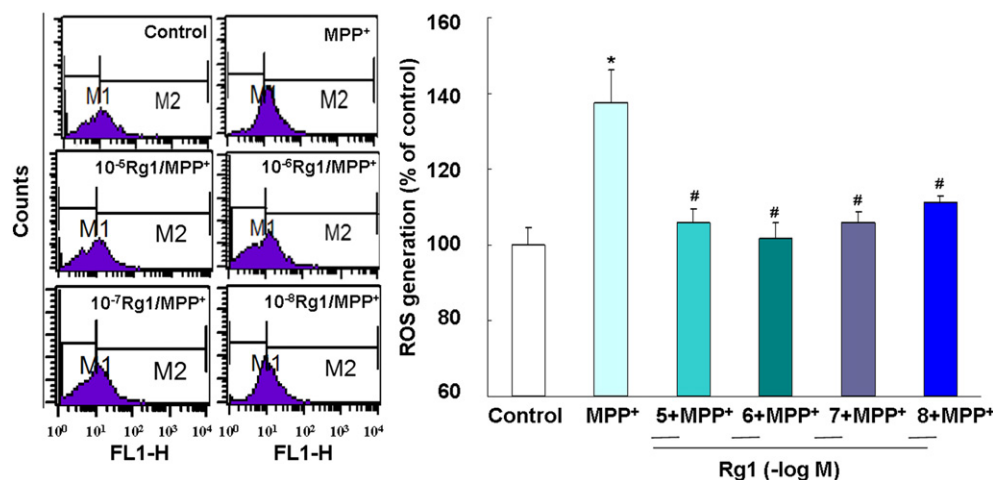 Control
M1
M2
MPP⁺
M1
M2
10⁻⁵Rg1/MPP⁺
M1
M2
10⁻⁶Rg1/MPP⁺
M1
M2
10⁻⁷Rg1/MPP⁺
M1
M2
10⁻⁸Rg1/MPP⁺
M1
M2
Counts
10⁰ 10¹ 10² 10³ 10⁴
10⁰ 10¹ 10² 10³ 10⁴
FL1-H
FL1-H
ROS generation (% of control)
160
140
120
100
80
60
*
#
#
#
#
Control MPP⁺ 5+MPP⁺ 6+MPP⁺ 7+MPP⁺ 8+MPP⁺
Rg1 (-log M)